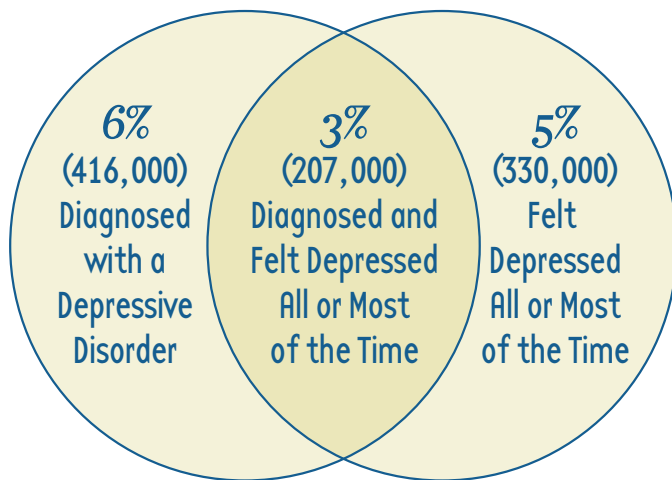 6%
(416,000)
Diagnosed
with a
Depressive
Disorder
3%
(207,000)
Diagnosed and
Felt Depressed
All or Most
of the Time
5%
(330,000)
Felt
Depressed
All or Most
of the Time